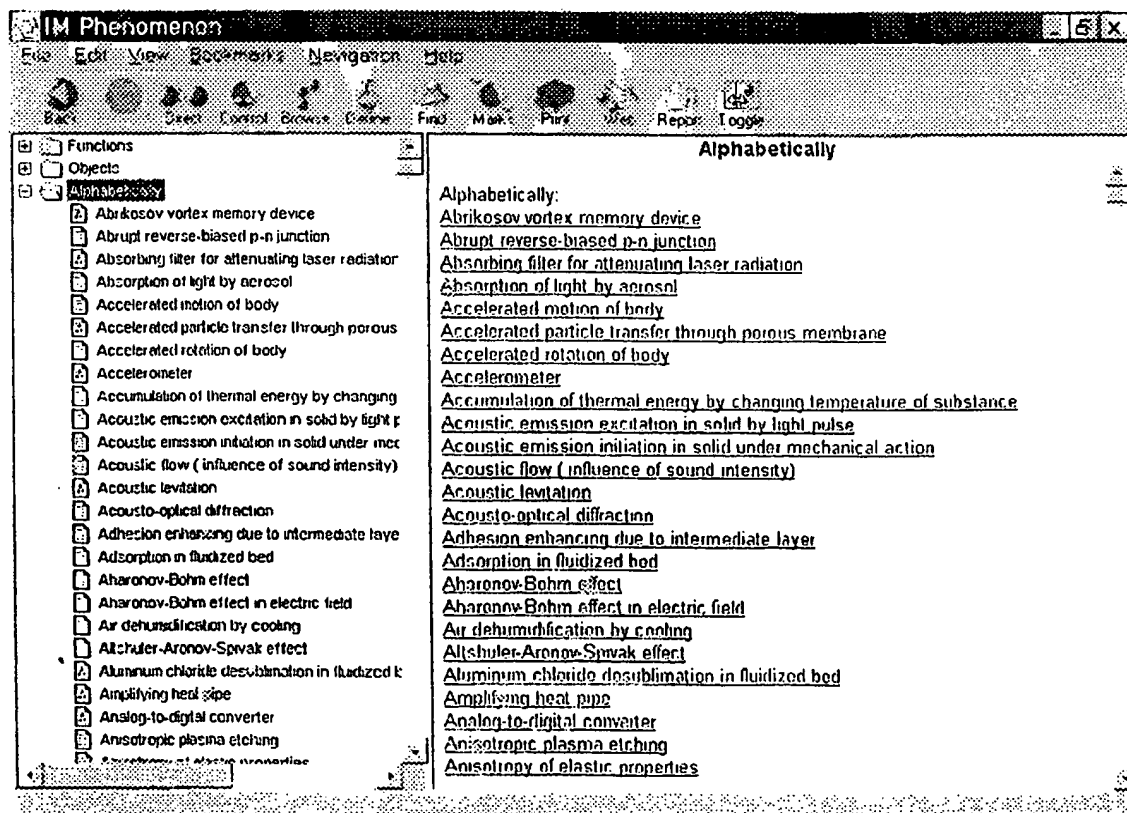 IM Phenomenon
File Edit View Bookmarks Navigation Help
Back Direct Control Browse Define Find Marks Print Report Toggle
Functions
Objects
Alphabetically
Abrikosov vortex memory device
Abrupt reverse-biased p-n junction
Absorbing filter for attenuating laser radiation
Absorption of light by aerosol
Accelerated motion of body
Accelerated particle transfer through porous
Accelerated rotation of body
Accelerometer
Accumulation of thermal energy by changing
Acoustic emission excitation in solid by light p
Acoustic emission initiation in solid under mec
Acoustic flow ( influence of sound intensity)
Acoustic levitation
Acousto-optical diffraction
Adhesion enhancing due to intermediate laye
Adsorption in fluidized bed
Aharonov-Bohm effect
Aharonov-Bohm effect in electric field
Air dehumidification by cooling
Altshuler-Aronov-Spivak effect
Aluminum chloride desublimation in fluidized b
Amplifying heat pipe
Analog-to-digital converter
Anisotropic plasma etching
Anisotropy of elastic properties
Alphabetically
Alphabetically:
Abrikosov vortex memory device
Abrupt reverse-biased p-n junction
Absorbing filter for attenuating laser radiation
Absorption of light by aerosol
Accelerated motion of body
Accelerated particle transfer through porous membrane
Accelerated rotation of body
Accelerometer
Accumulation of thermal energy by changing temperature of substance
Acoustic emission excitation in solid by light pulse
Acoustic emission initiation in solid under mechanical action
Acoustic flow ( influence of sound intensity)
Acoustic levitation
Acousto-optical diffraction
Adhesion enhancing due to intermediate layer
Adsorption in fluidized bed
Aharonov-Bohm effect
Aharonov-Bohm effect in electric field
Air dehumidification by cooling
Altshuler-Aronov-Spivak effect
Aluminum chloride desublimation in fluidized bed
Amplifying heat pipe
Analog-to-digital converter
Anisotropic plasma etching
Anisotropy of elastic properties